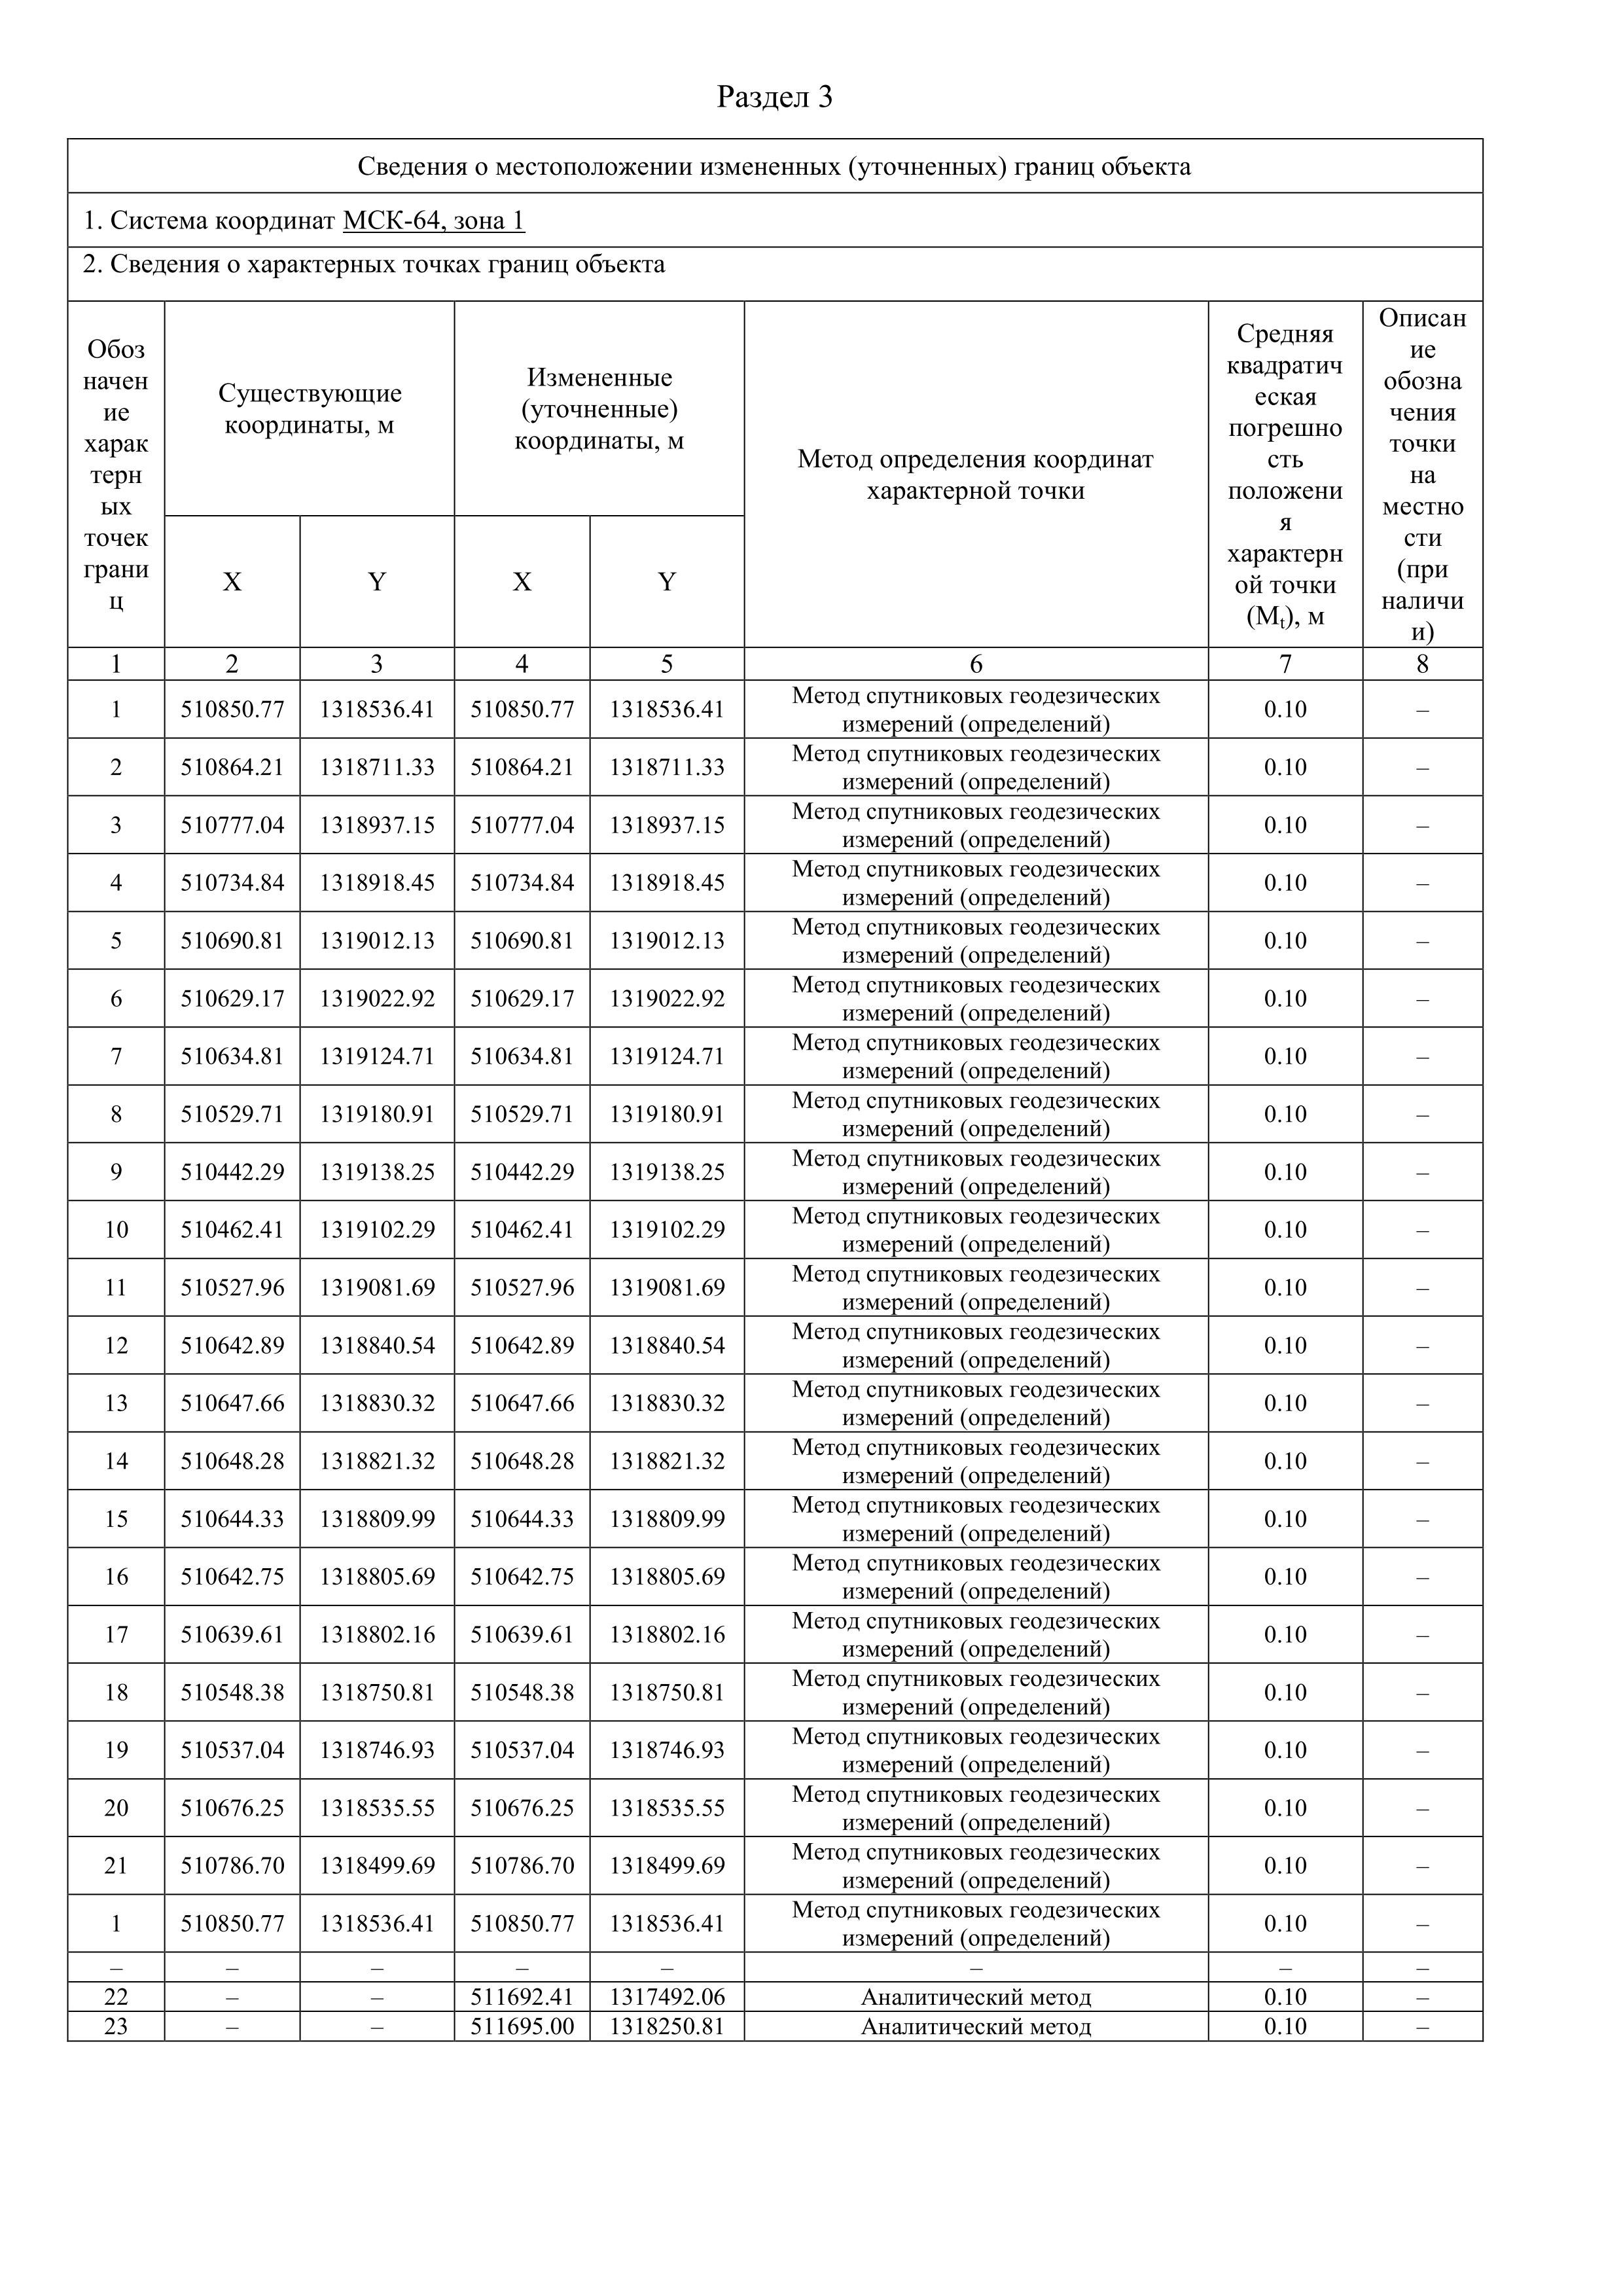 Раздел 3
Сведения о местоположении измененных (уточненных) границ объекта
1. Система координат МСК-64, зона 1
2. Сведения о характерных точках границ объекта
Обоз
начен
ие
харак
терн
ых
точек
грани
ц
Существующие
координаты, м
Измененные
(уточненные)
координаты, м
Метод определения координат
характерной точки
Средняя
квадратич
еская
погрешно
сть
положени
я
характерн
ой точки
(Mt), м
Описан
ие
обозна
чения
точки
на
местно
сти
(при
наличи
и)
X Y X Y
1 2 3 4 5 6 7 8
1 510850.77 1318536.41 510850.77 1318536.41 Метод спутниковых геодезических
измерений (определений) 0.10 –
2 510864.21 1318711.33 510864.21 1318711.33 Метод спутниковых геодезических
измерений (определений) 0.10 –
3 510777.04 1318937.15 510777.04 1318937.15 Метод спутниковых геодезических
измерений (определений) 0.10 –
4 510734.84 1318918.45 510734.84 1318918.45 Метод спутниковых геодезических
измерений (определений) 0.10 –
5 510690.81 1319012.13 510690.81 1319012.13 Метод спутниковых геодезических
измерений (определений) 0.10 –
6 510629.17 1319022.92 510629.17 1319022.92 Метод спутниковых геодезических
измерений (определений) 0.10 –
7 510634.81 1319124.71 510634.81 1319124.71 Метод спутниковых геодезических
измерений (определений) 0.10 –
8 510529.71 1319180.91 510529.71 1319180.91 Метод спутниковых геодезических
измерений (определений) 0.10 –
9 510442.29 1319138.25 510442.29 1319138.25 Метод спутниковых геодезических
измерений (определений) 0.10 –
10 510462.41 1319102.29 510462.41 1319102.29 Метод спутниковых геодезических
измерений (определений) 0.10 –
11 510527.96 1319081.69 510527.96 1319081.69 Метод спутниковых геодезических
измерений (определений) 0.10 –
12 510642.89 1318840.54 510642.89 1318840.54 Метод спутниковых геодезических
измерений (определений) 0.10 –
13 510647.66 1318830.32 510647.66 1318830.32 Метод спутниковых геодезических
измерений (определений) 0.10 –
14 510648.28 1318821.32 510648.28 1318821.32 Метод спутниковых геодезических
измерений (определений) 0.10 –
15 510644.33 1318809.99 510644.33 1318809.99 Метод спутниковых геодезических
измерений (определений) 0.10 –
16 510642.75 1318805.69 510642.75 1318805.69 Метод спутниковых геодезических
измерений (определений) 0.10 –
17 510639.61 1318802.16 510639.61 1318802.16 Метод спутниковых геодезических
измерений (определений) 0.10 –
18 510548.38 1318750.81 510548.38 1318750.81 Метод спутниковых геодезических
измерений (определений) 0.10 –
19 510537.04 1318746.93 510537.04 1318746.93 Метод спутниковых геодезических
измерений (определений) 0.10 –
20 510676.25 1318535.55 510676.25 1318535.55 Метод спутниковых геодезических
измерений (определений) 0.10 –
21 510786.70 1318499.69 510786.70 1318499.69 Метод спутниковых геодезических
измерений (определений) 0.10 –
1 510850.77 1318536.41 510850.77 1318536.41 Метод спутниковых геодезических
измерений (определений) 0.10 –
– – – – – – – –
22 – – 511692.41 1317492.06 Аналитический метод 0.10 –
23 – – 511695.00 1318250.81 Аналитический метод 0.10 –